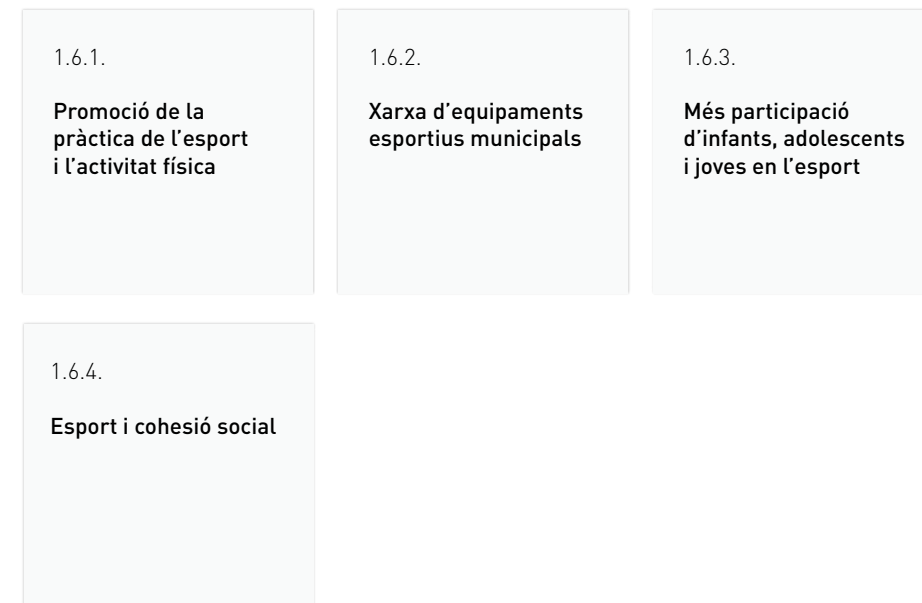 1.6.1.
Promoció de la
pràctica de l’esport
i l’activitat física
1.6.2.
Xarxa d’equipaments
esportius municipals
1.6.3.
Més participació
d’infants, adolescents
i joves en l’esport
1.6.4.
Esport i cohesió social